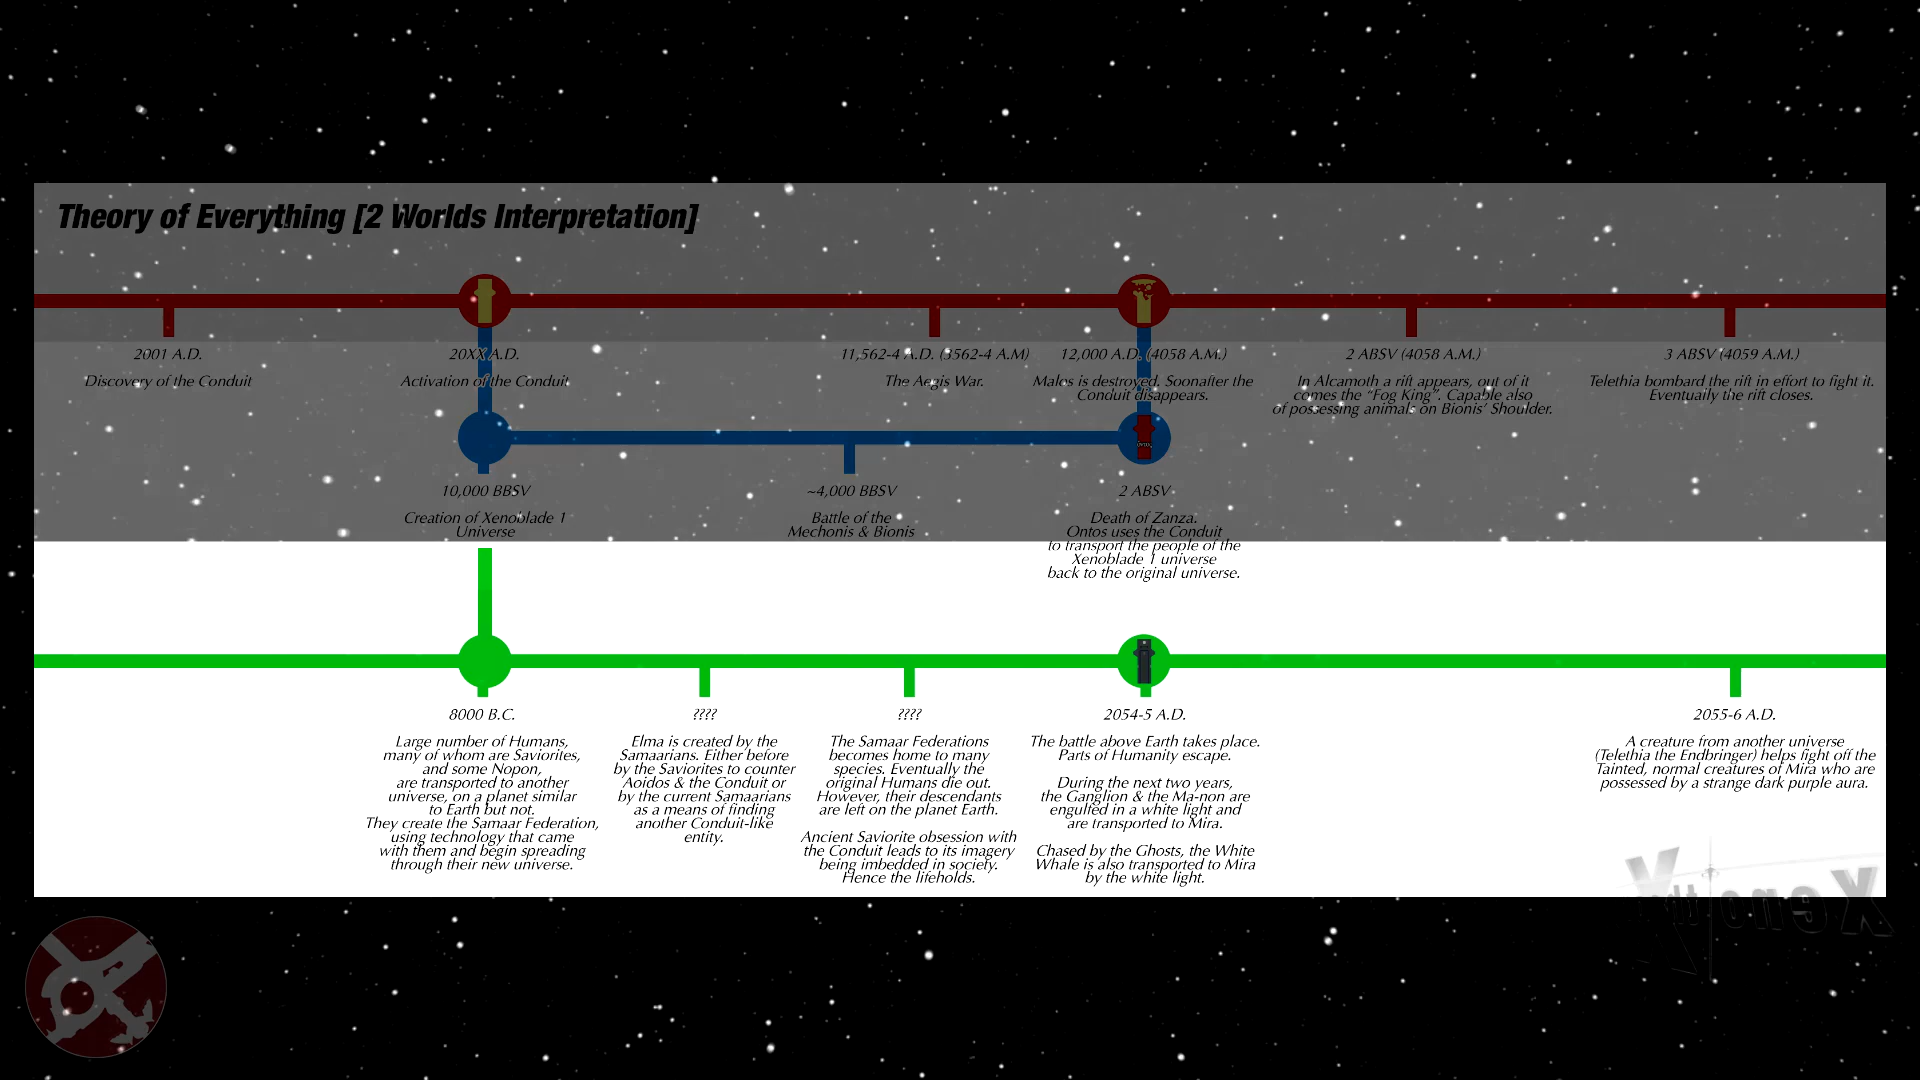 Theory of Everything [2 Worlds Interpretation]
2001 A.D.
Discovery of the Conduit
20XX A.D.
Activation of the Conduit
11,562-4 A.D. (3562-4 A.M)
The Aegis War.
12,000 A.D. (4058 A.M.)
Malos is destroyed. Soonafter the
Conduit disappears.
2 ABSV (4058 A.M.)
In Alcamoth a rift appears, out of it
comes the “Fog King”. Capable also
of possessing animals on Bionis’ Shoulder.
3 ABSV (4059 A.M.)
Telethia bombard the rift in effort to fight it.
Eventually the rift closes.
10,000 BBSV
Creation of Xenoblade 1
Universe
~4,000 BBSV
Battle of the
Mechonis & Bionis
2 ABSV
Death of Zanza.
Ontos uses the Conduit
to transport the people of the
Xenoblade 1 universe
back to the original universe.
8000 B.C.
Large number of Humans,
many of whom are Saviorites,
and some Nopon,
are transported to another
universe, on a planet similar
to Earth but not.
They create the Samaar Federation,
using technology that came
with them and begin spreading
through their new universe.
????
Elma is created by the
Samaarians. Either before
by the Saviorites to counter
Aoidos & the Conduit or
by the current Samaarians
as a means of finding
another Conduit-like
entity.
????
The Samaar Federations
becomes home to many
species. Eventually the
original Humans die out.
However, their descendants
are left on the planet Earth.
Ancient Saviorite obsession with
the Conduit leads to its imagery
being imbedded in society.
Hence the lifeholds.
2054-5 A.D.
The battle above Earth takes place.
Parts of Humanity escape.
During the next two years,
the Ganglion & the Ma-non are
engulfed in a white light and
are transported to Mira.
Chased by the Ghosts, the White
Whale is also transported to Mira
by the white light.
2055-6 A.D.
A creature from another universe
(Telethia the Endbringer) helps fight off the
Tainted, normal creatures of Mira who are
possessed by a strange dark purple aura.